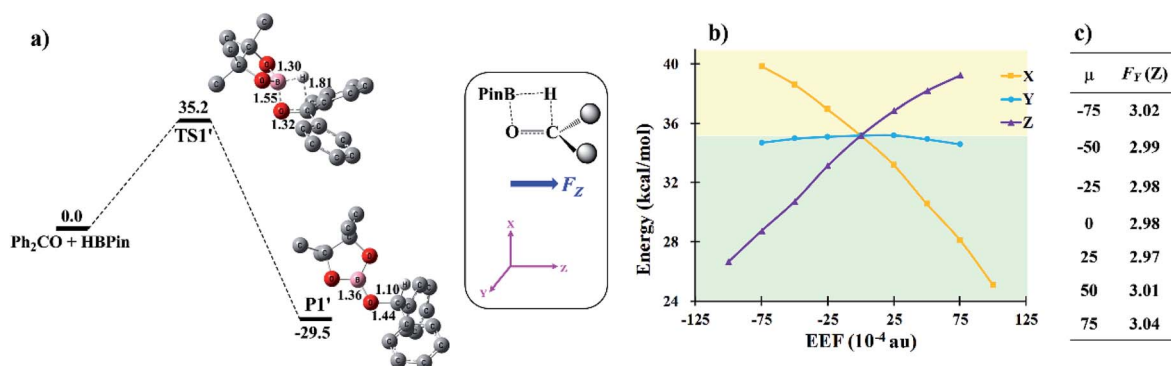 a)
35.2
TS1'
0.0
Ph₂CO + HBPin
P1'
-29.5
1.30
1.81
1.55
1.32
1.36
1.10
1.44
C
O
B
H
PinB
H
O
C
F_Z
X
Z
Y
b)
Energy (kcal/mol)
40
36
32
28
24
-125
-75
-25
25
75
125
EEF (10⁻⁴ au)
X
Y
Z
c)
μ F_Y (Z)
-75 3.02
-50 2.99
-25 2.98
0 2.98
25 2.97
50 3.01
75 3.04